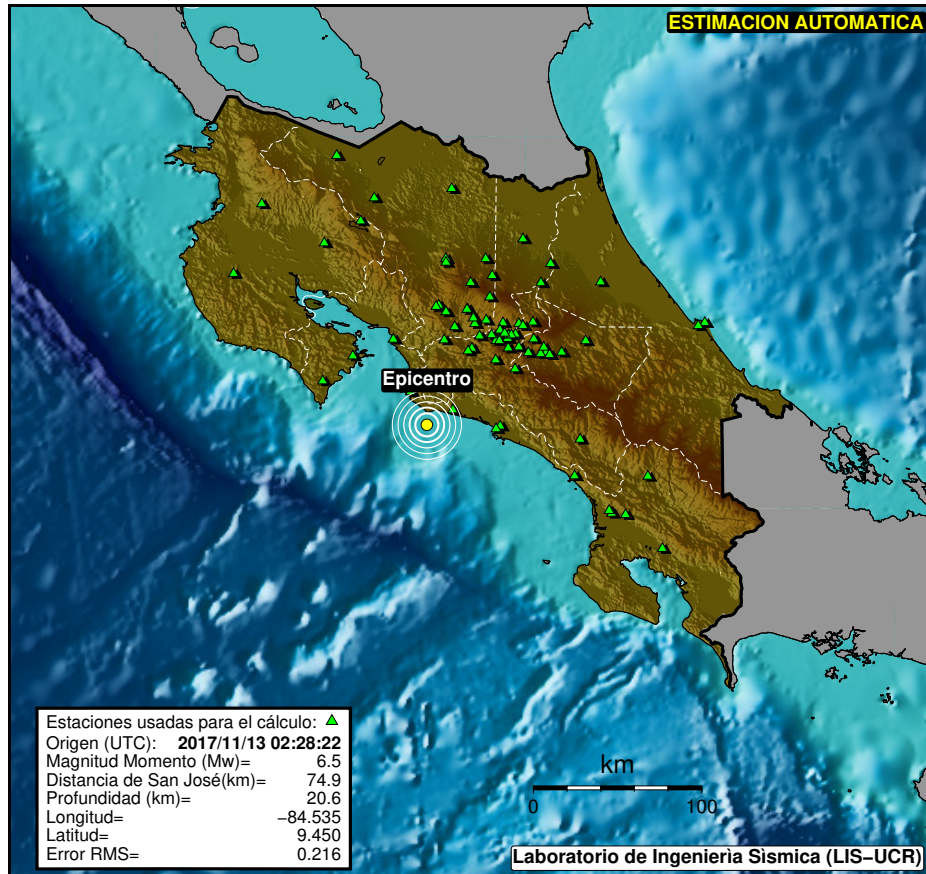 ESTIMACION AUTOMATICA
Epicentro
Estaciones usadas para el cálculo:
Origen (UTC): 2017/11/13 02:28:22
Magnitud Momento (Mw)= 6.5
Distancia de San José(km)= 74.9
Profundidad (km)= 20.6
Longitud= −84.535
Latitud= 9.450
Error RMS= 0.216
km
0 100
Laboratorio de Ingenierìa Sìsmica (LIS−UCR)